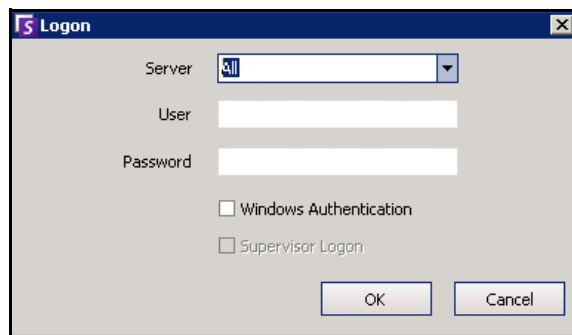 Logon
Server All
User
Password
Windows Authentication
Supervisor Logon
OK Cancel